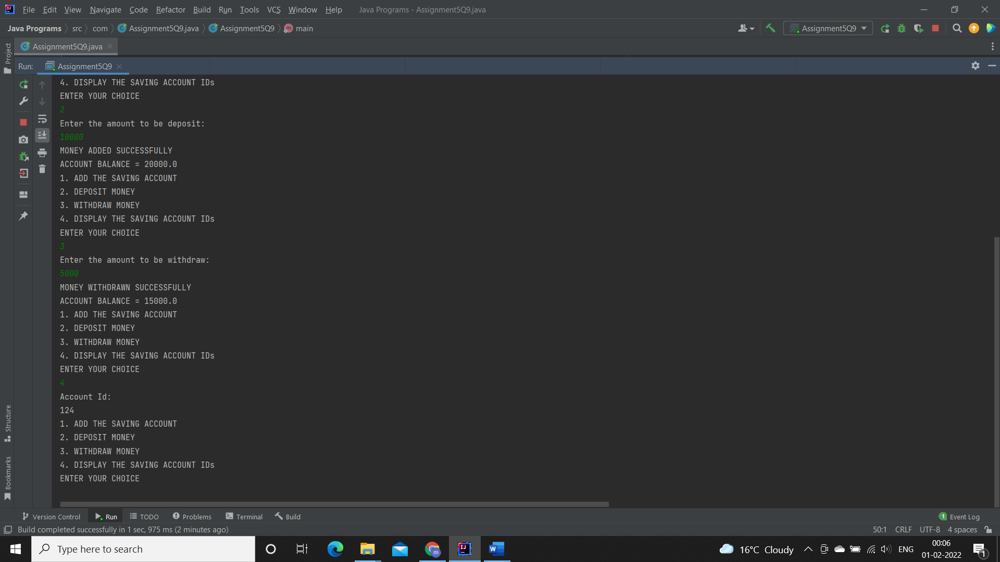 File Edit View Navigate Code Refactor Build Run Tools VCS Window Help Java Programs - Assignment5Q9.java
Java Programs src com Assignment5Q9.java Assignment5Q9 main Assignment5Q9
Assignment5Q9.java
Project
Run: Assignment5Q9
4. DISPLAY THE SAVING ACCOUNT IDs
ENTER YOUR CHOICE
2
Enter the amount to be deposit:
10000
MONEY ADDED SUCCESSFULLY
ACCOUNT BALANCE = 20000.0
1. ADD THE SAVING ACCOUNT
2. DEPOSIT MONEY
3. WITHDRAW MONEY
4. DISPLAY THE SAVING ACCOUNT IDs
ENTER YOUR CHOICE
3
Enter the amount to be withdraw:
5000
MONEY WITHDRAWN SUCCESSFULLY
ACCOUNT BALANCE = 15000.0
1. ADD THE SAVING ACCOUNT
2. DEPOSIT MONEY
3. WITHDRAW MONEY
4. DISPLAY THE SAVING ACCOUNT IDs
ENTER YOUR CHOICE
4
Account Id:
124
1. ADD THE SAVING ACCOUNT
2. DEPOSIT MONEY
3. WITHDRAW MONEY
4. DISPLAY THE SAVING ACCOUNT IDs
ENTER YOUR CHOICE
Structure
Bookmarks
Version Control Run TODO Problems Terminal Build 1 Event Log
Build completed successfully in 1 sec, 975 ms (2 minutes ago) 50:1 CRLF UTF-8 4 spaces
Type here to search 16°C Cloudy ENG 00:06
01-02-2022 1